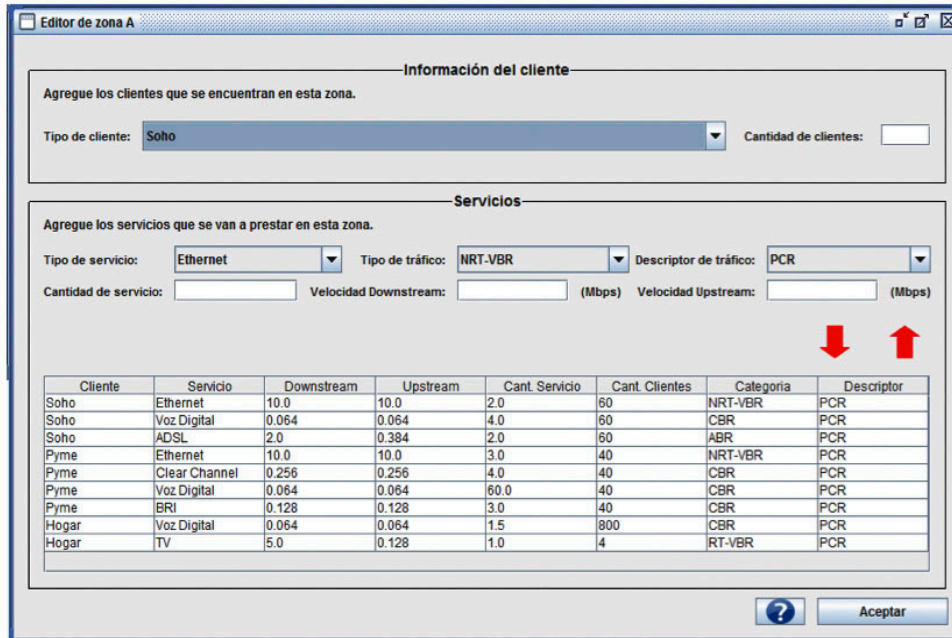 Editor de zona A
Información del cliente
Agregue los clientes que se encuentran en esta zona.
Tipo de cliente: Soho Cantidad de clientes:
Servicios
Agregue los servicios que se van a prestar en esta zona.
Tipo de servicio: Ethernet Tipo de tráfico: NRT-VBR Descriptor de tráfico: PCR
Cantidad de servicio: Velocidad Downstream: (Mbps) Velocidad Upstream: (Mbps)
Cliente Servicio Downstream Upstream Cant. Servicio Cant. Clientes Categoria Descriptor
Soho Ethernet 10.0 10.0 2.0 60 NRT-VBR PCR
Soho Voz Digital 0.064 0.064 4.0 60 CBR PCR
Soho ADSL 2.0 0.384 2.0 60 ABR PCR
Pyme Ethernet 10.0 10.0 3.0 40 NRT-VBR PCR
Pyme Clear Channel 0.256 0.256 4.0 40 CBR PCR
Pyme Voz Digital 0.064 0.064 60.0 40 CBR PCR
Pyme BRI 0.128 0.128 3.0 40 CBR PCR
Hogar Voz Digital 0.064 0.064 1.5 800 CBR PCR
Hogar TV 5.0 0.128 1.0 4 RT-VBR PCR
? Aceptar